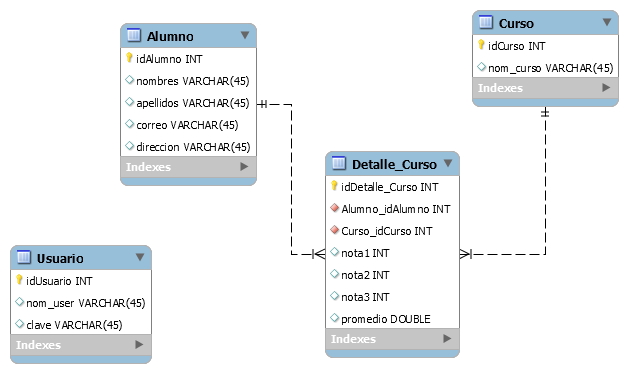 Alumno
idAlumno INT
nombres VARCHAR(45)
apellidos VARCHAR(45)
correo VARCHAR(45)
direccion VARCHAR(45)
Indexes
Curso
idCurso INT
nom_curso VARCHAR(45)
Indexes
Detalle_Curso
idDetalle_Curso INT
Alumno_idAlumno INT
Curso_idCurso INT
nota1 INT
nota2 INT
nota3 INT
promedio DOUBLE
Indexes
Usuario
idUsuario INT
nom_user VARCHAR(45)
clave VARCHAR(45)
Indexes